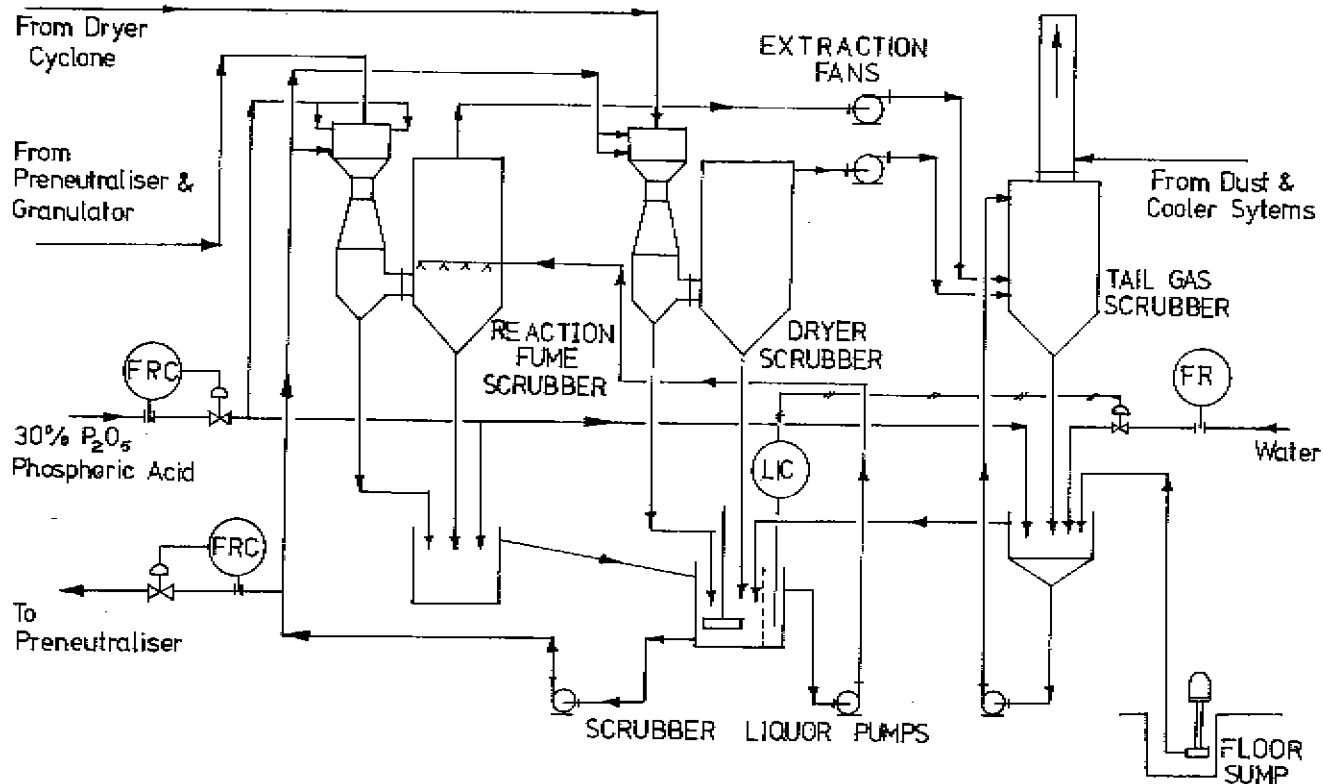 From Dryer
Cyclone
EXTRACTION
FANS
From
Preneutraliser &
Granulator
From Dust &
Cooler Sytems
TAIL GAS
SCRUBBER
REACTION
FUME
SCRUBBER
DRYER
SCRUBBER
FRC
FR
30% P₂O₅
Phosphoric Acid
Water
LIC
FRC
To
Preneutraliser
SCRUBBER LIQUOR PUMPS
FLOOR
SUMP